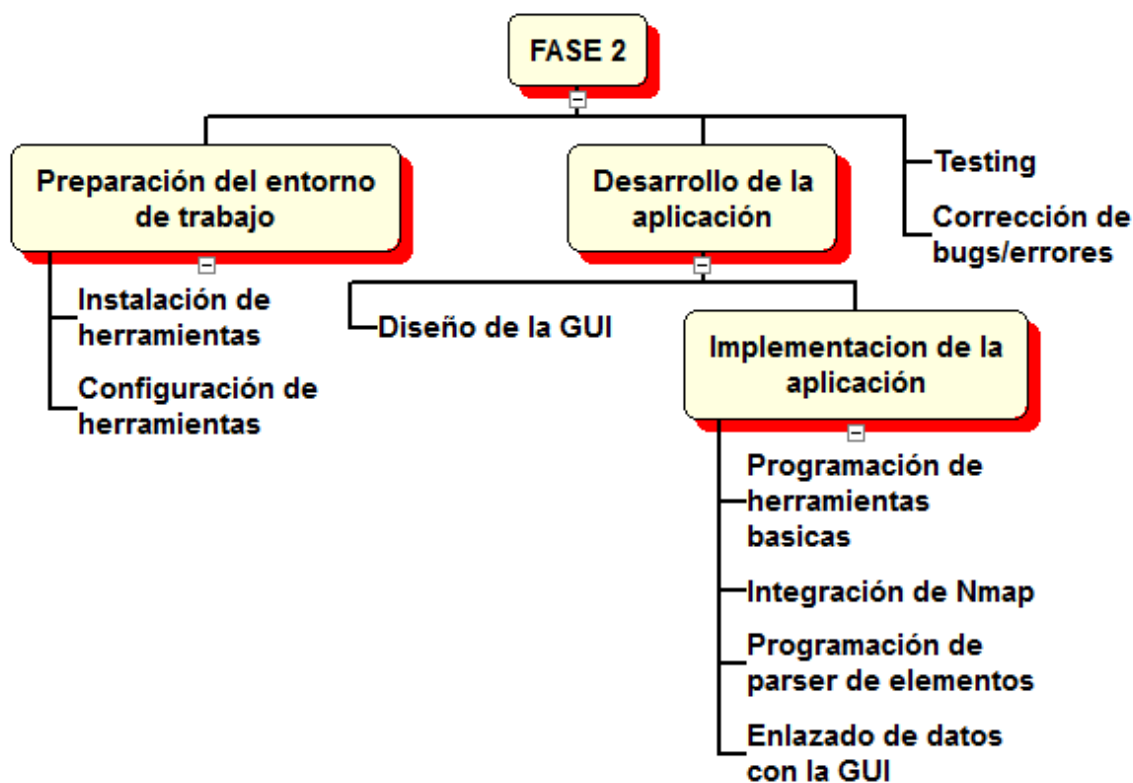 FASE 2
Preparación del entorno
de trabajo
Instalación de
herramientas
Configuración de
herramientas
Desarrollo de la
aplicación
Diseño de la GUI
Implementacion de la
aplicación
Programación de
herramientas
basicas
Integración de Nmap
Programación de
parser de elementos
Enlazado de datos
con la GUI
Testing
Corrección de
bugs/errores